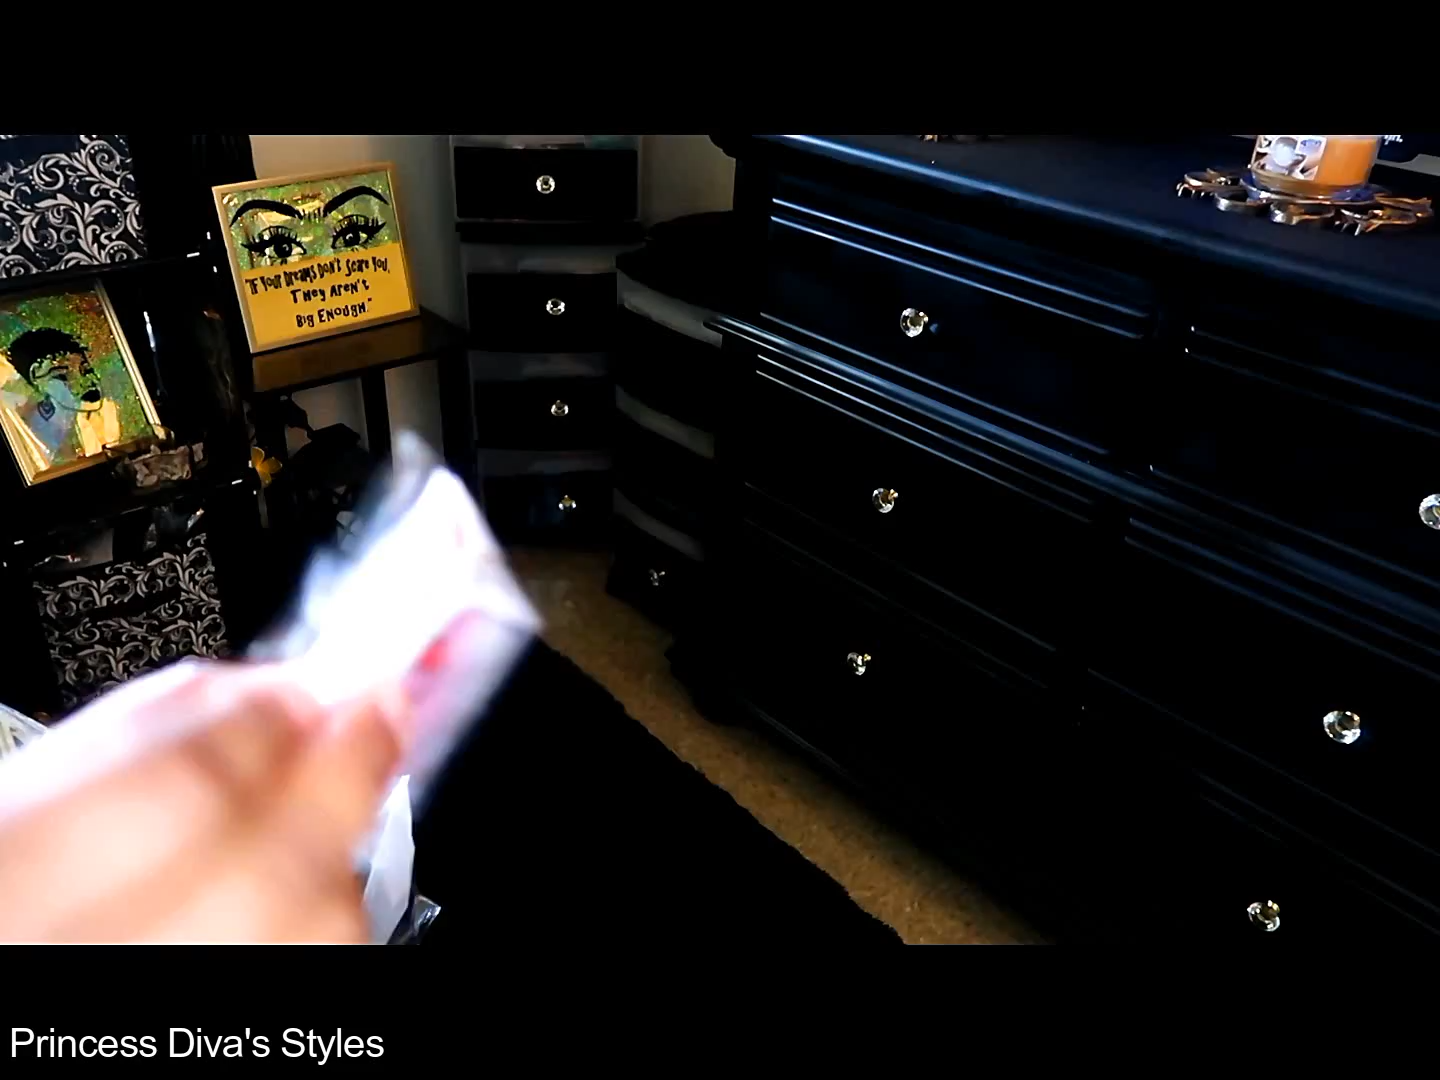 "If Your Dreams Don't Scare You,
They Aren't
Big Enough."
Princess Diva's Styles